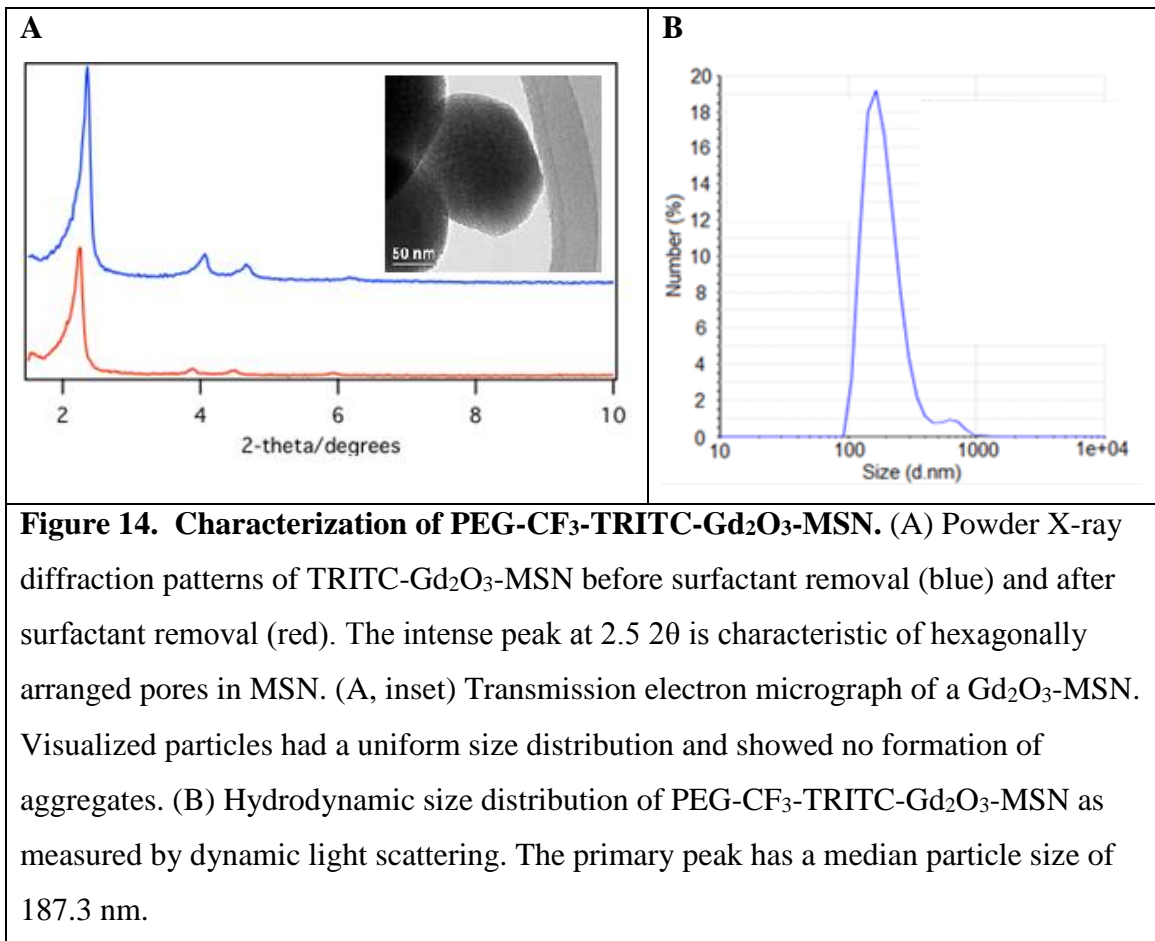 A
B
50 nm
2
4
6
8
10
2-theta/degrees
20
18
16
14
12
10
8
6
4
2
0
Number (%)
10
100
1000
1e+04
Size (d.nm)
Figure 14.  Characterization of PEG-CF₃-TRITC-Gd₂O₃-MSN. (A) Powder X-ray
diffraction patterns of TRITC-Gd₂O₃-MSN before surfactant removal (blue) and after
surfactant removal (red). The intense peak at 2.5 2θ is characteristic of hexagonally
arranged pores in MSN. (A, inset) Transmission electron micrograph of a Gd₂O₃-MSN.
Visualized particles had a uniform size distribution and showed no formation of
aggregates. (B) Hydrodynamic size distribution of PEG-CF₃-TRITC-Gd₂O₃-MSN as
measured by dynamic light scattering. The primary peak has a median particle size of
187.3 nm.